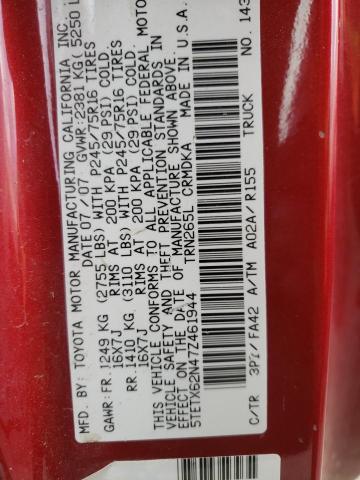 MFD. BY: TOYOTA MOTOR MANUFACTURING, CALIFORNIA INC.
DATE: 07 / 07 GVWR: 2381 KG( 5250 L
GAWR: FR. 1249 KG (2755 LBS) WITH P245/75R16 TIRES
16X7J RIMS AT 200 KPA (29 PSI) COLD
RR. 1410 KG (3110 LBS) WITH P245/75R16 TIRES
16X7J RIMS AT 200 KPA (29 PSI) COLD
THIS VEHICLE CONFORMS TO ALL APPLICABLE FEDERAL MOTOR
VEHICLE SAFETY AND THEFT PREVENTION STANDARDS IN
EFFECT ON THE DATE OF MANUFACTURE SHOWN ABOVE.
5TETX62N47Z461944 TRN265L CRMDKA MADE IN U.S.A.
C/TR 3P7/ FA42 A/TM A02A/ R155 TRUCK NO. 143